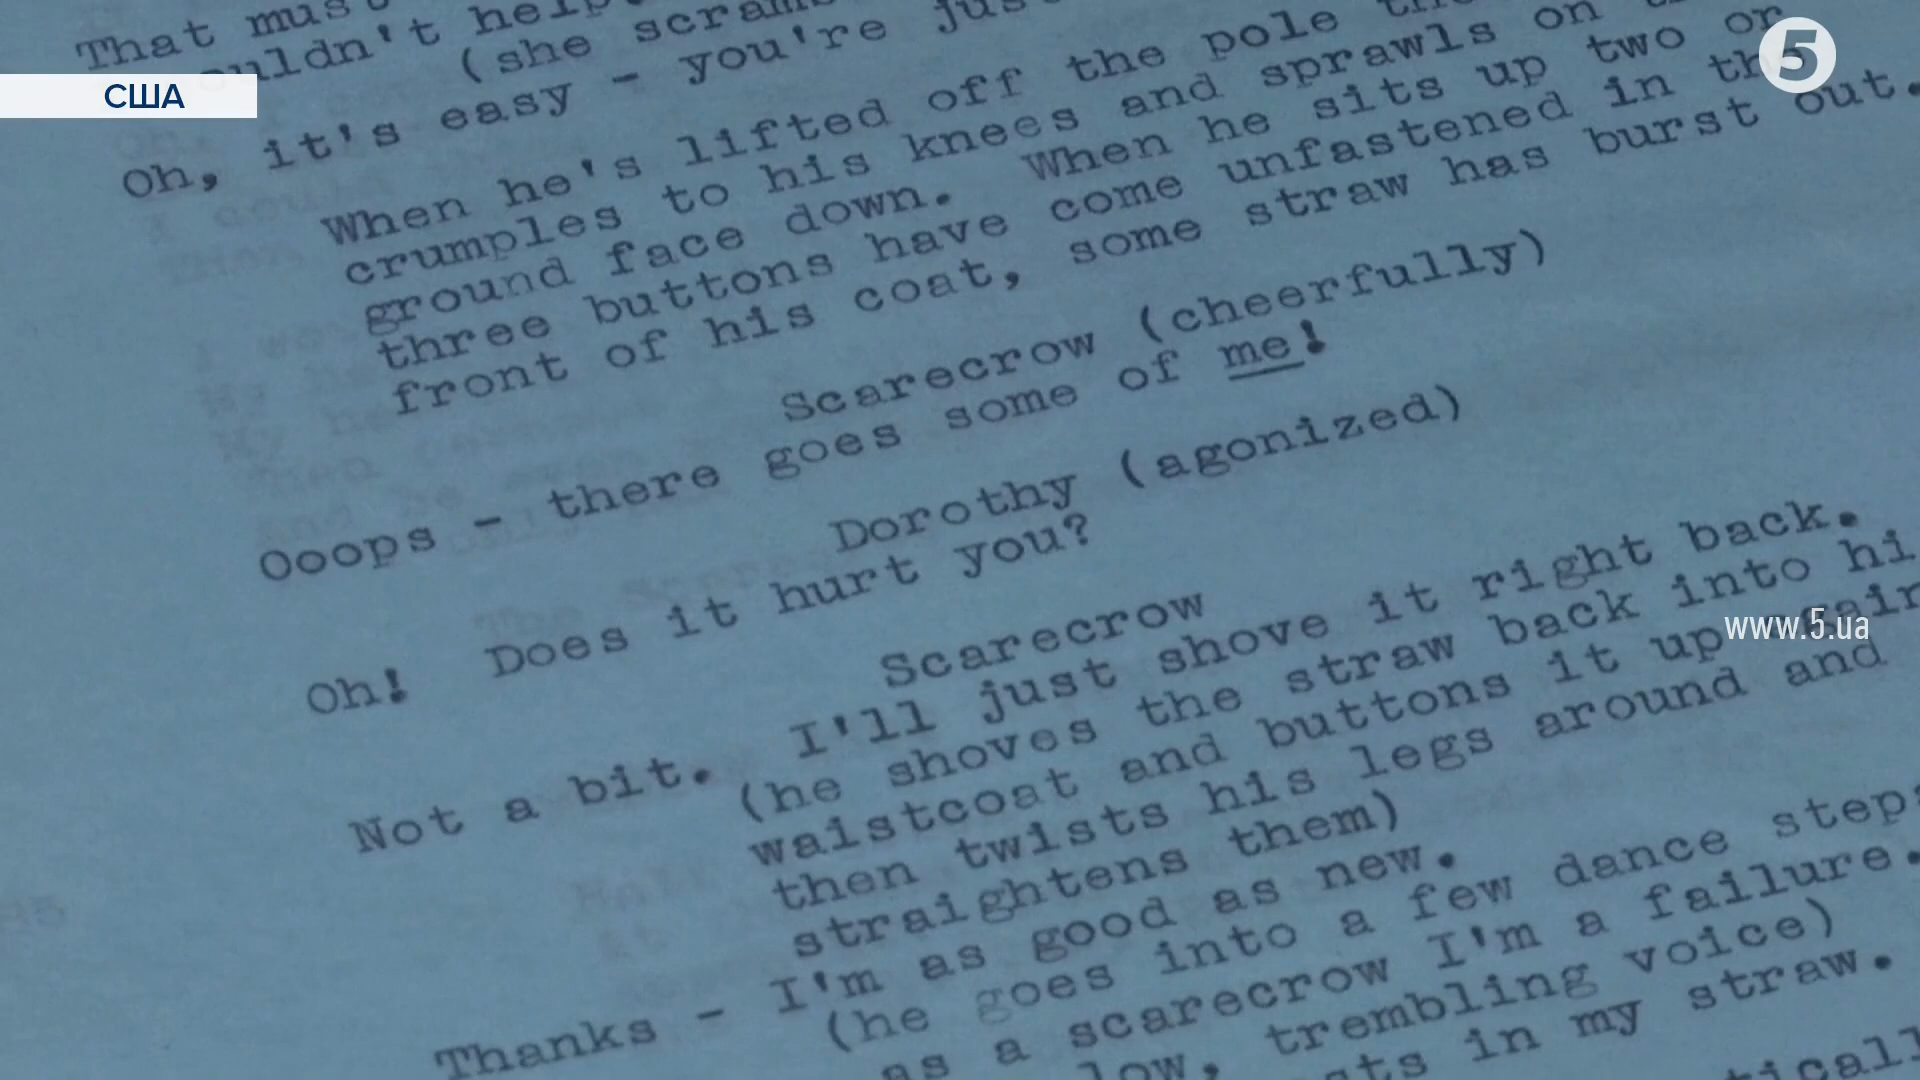 That
(she
США
oh, it's easy - you're
When he's lifted off the pole
crumples to his knees and sprawls on
ground face down. When he sits up two or
three buttons have come unfastened in the
front of his coat, some straw has burst out.
Scarecrow (cheerfully)
Ooops - there goes some of me!
Dorothy (agonized)
Oh! Does it hurt you?
Scarecrow
Not a bit. I'll just shove it right back.
(he shoves the straw back into
waistcoat and buttons it up
then twists his legs around and
straightens them)
Thanks - I'm as good as new.
(he goes into a few dance
as a scarecrow I'm a failure.
low, trembling voice)
in my straw.
5
www.5.ua